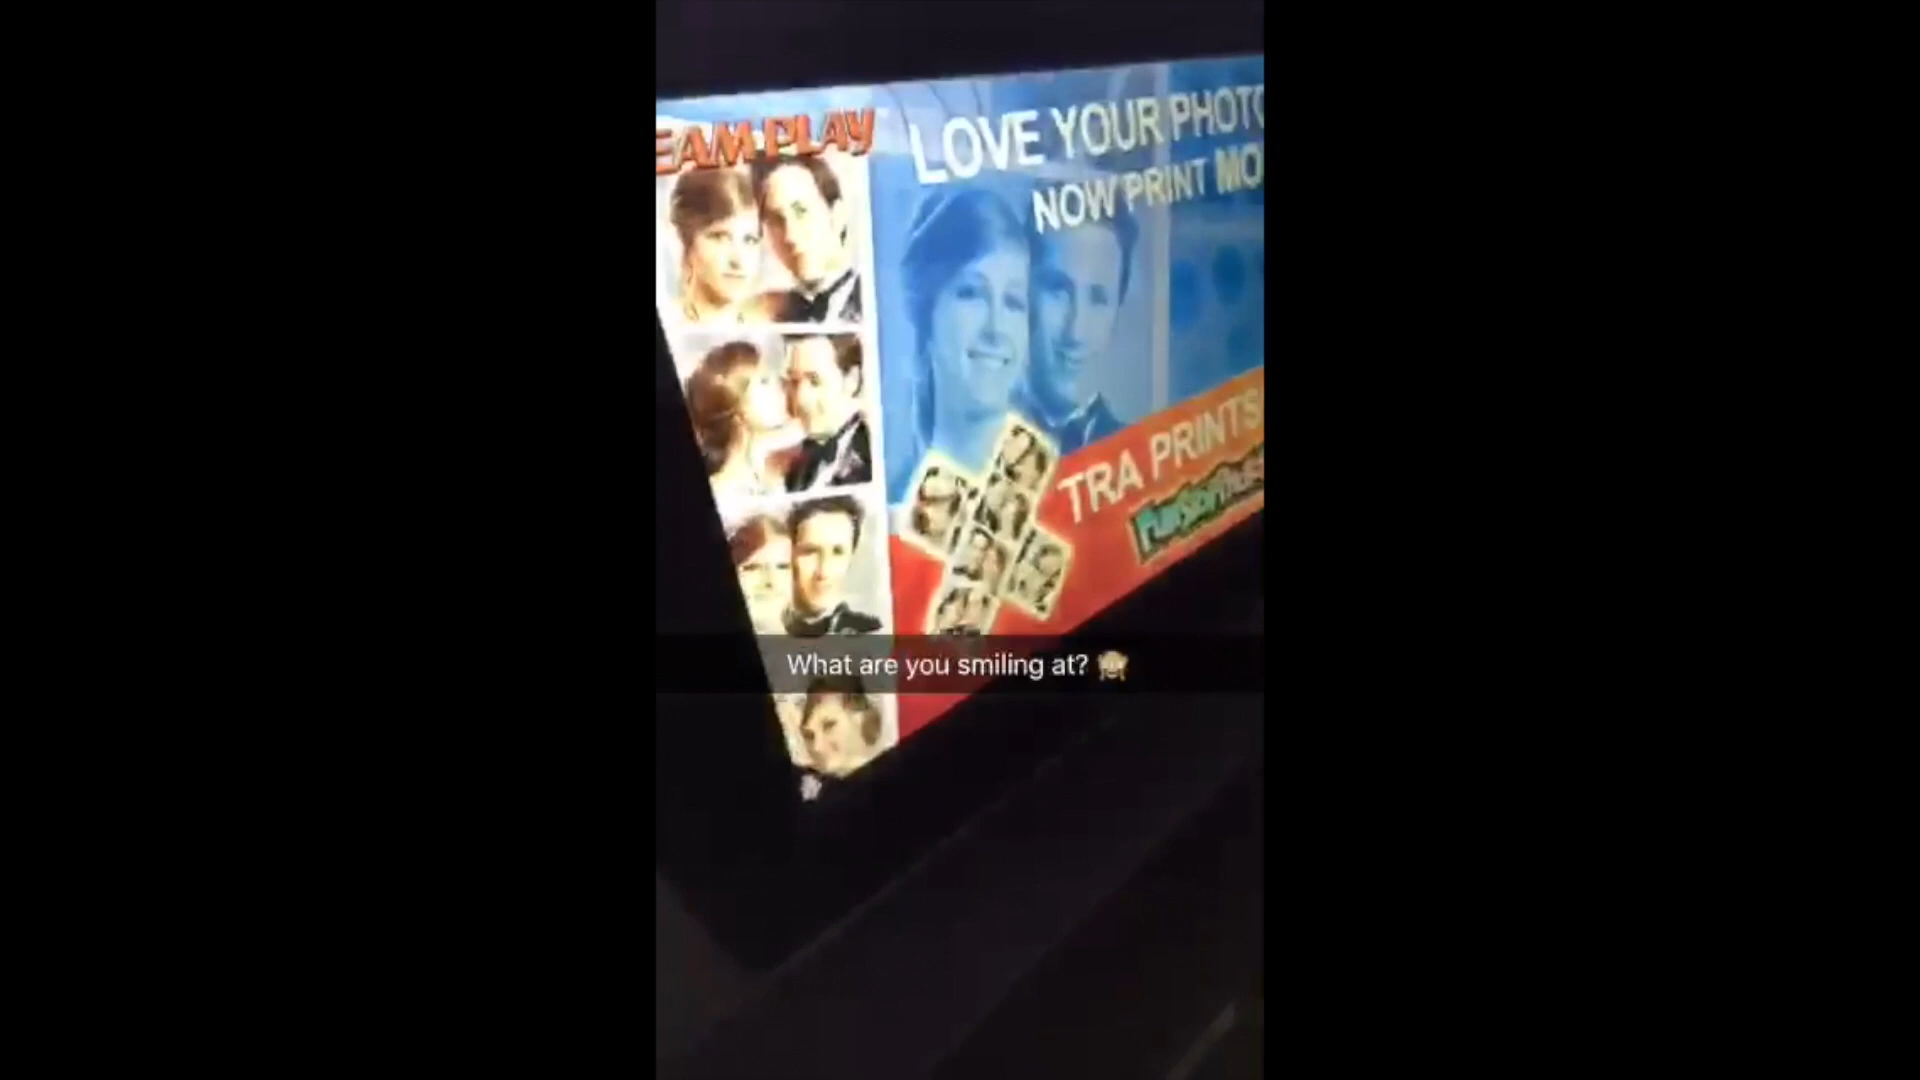 EAM PLAY
LOVE YOUR PHOTO
NOW PRINT MO
TRA PRINTS
What are you smiling at? 🙈